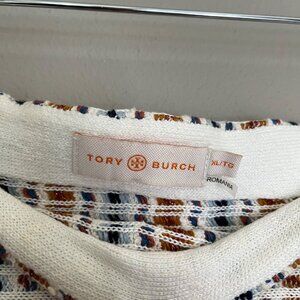 TORY BURCH
XL/TG
ROMANIA